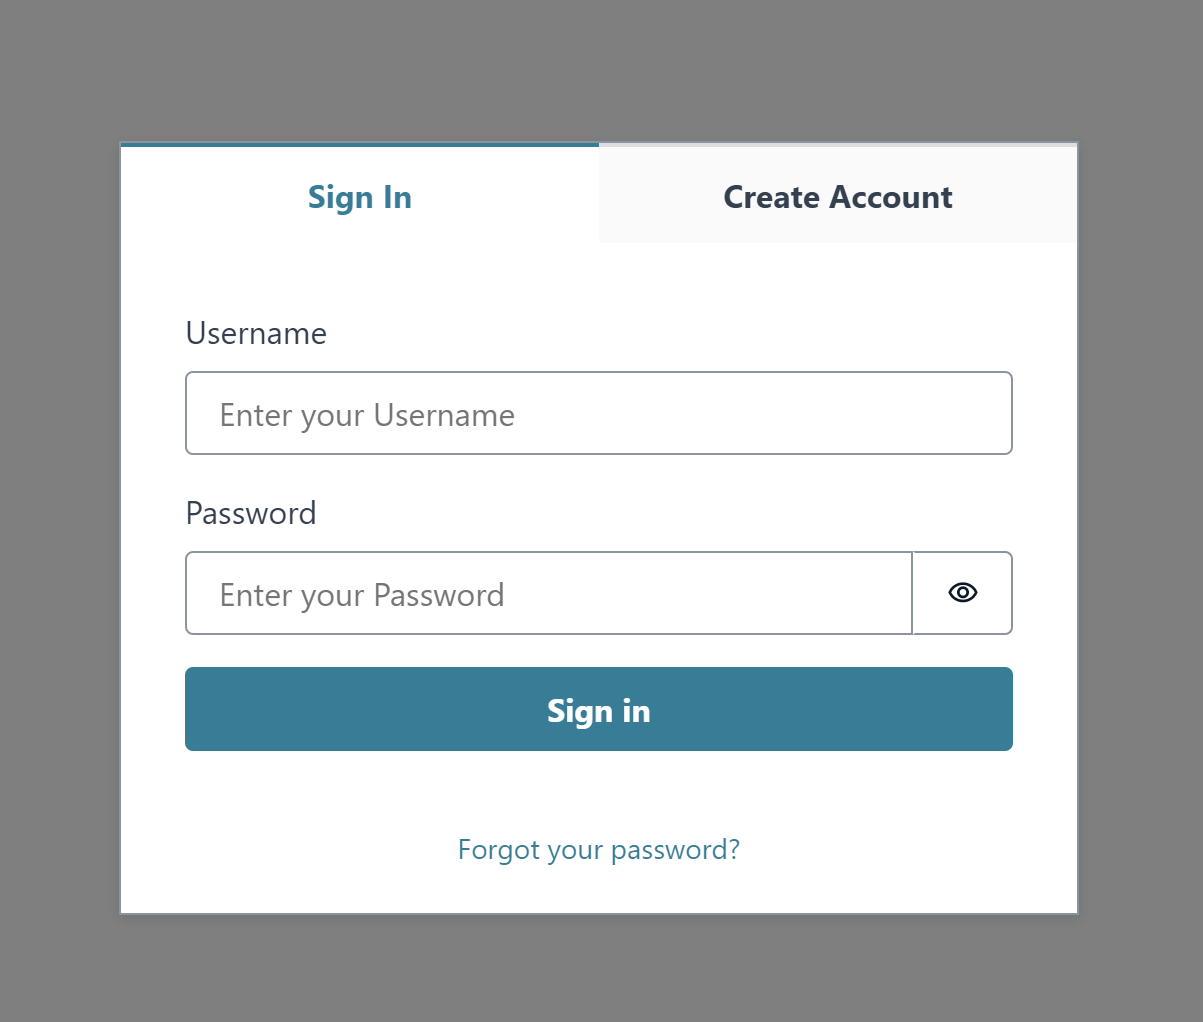 Sign In
Create Account
Username
Enter your Username
Password
Enter your Password
Sign in
Forgot your password?